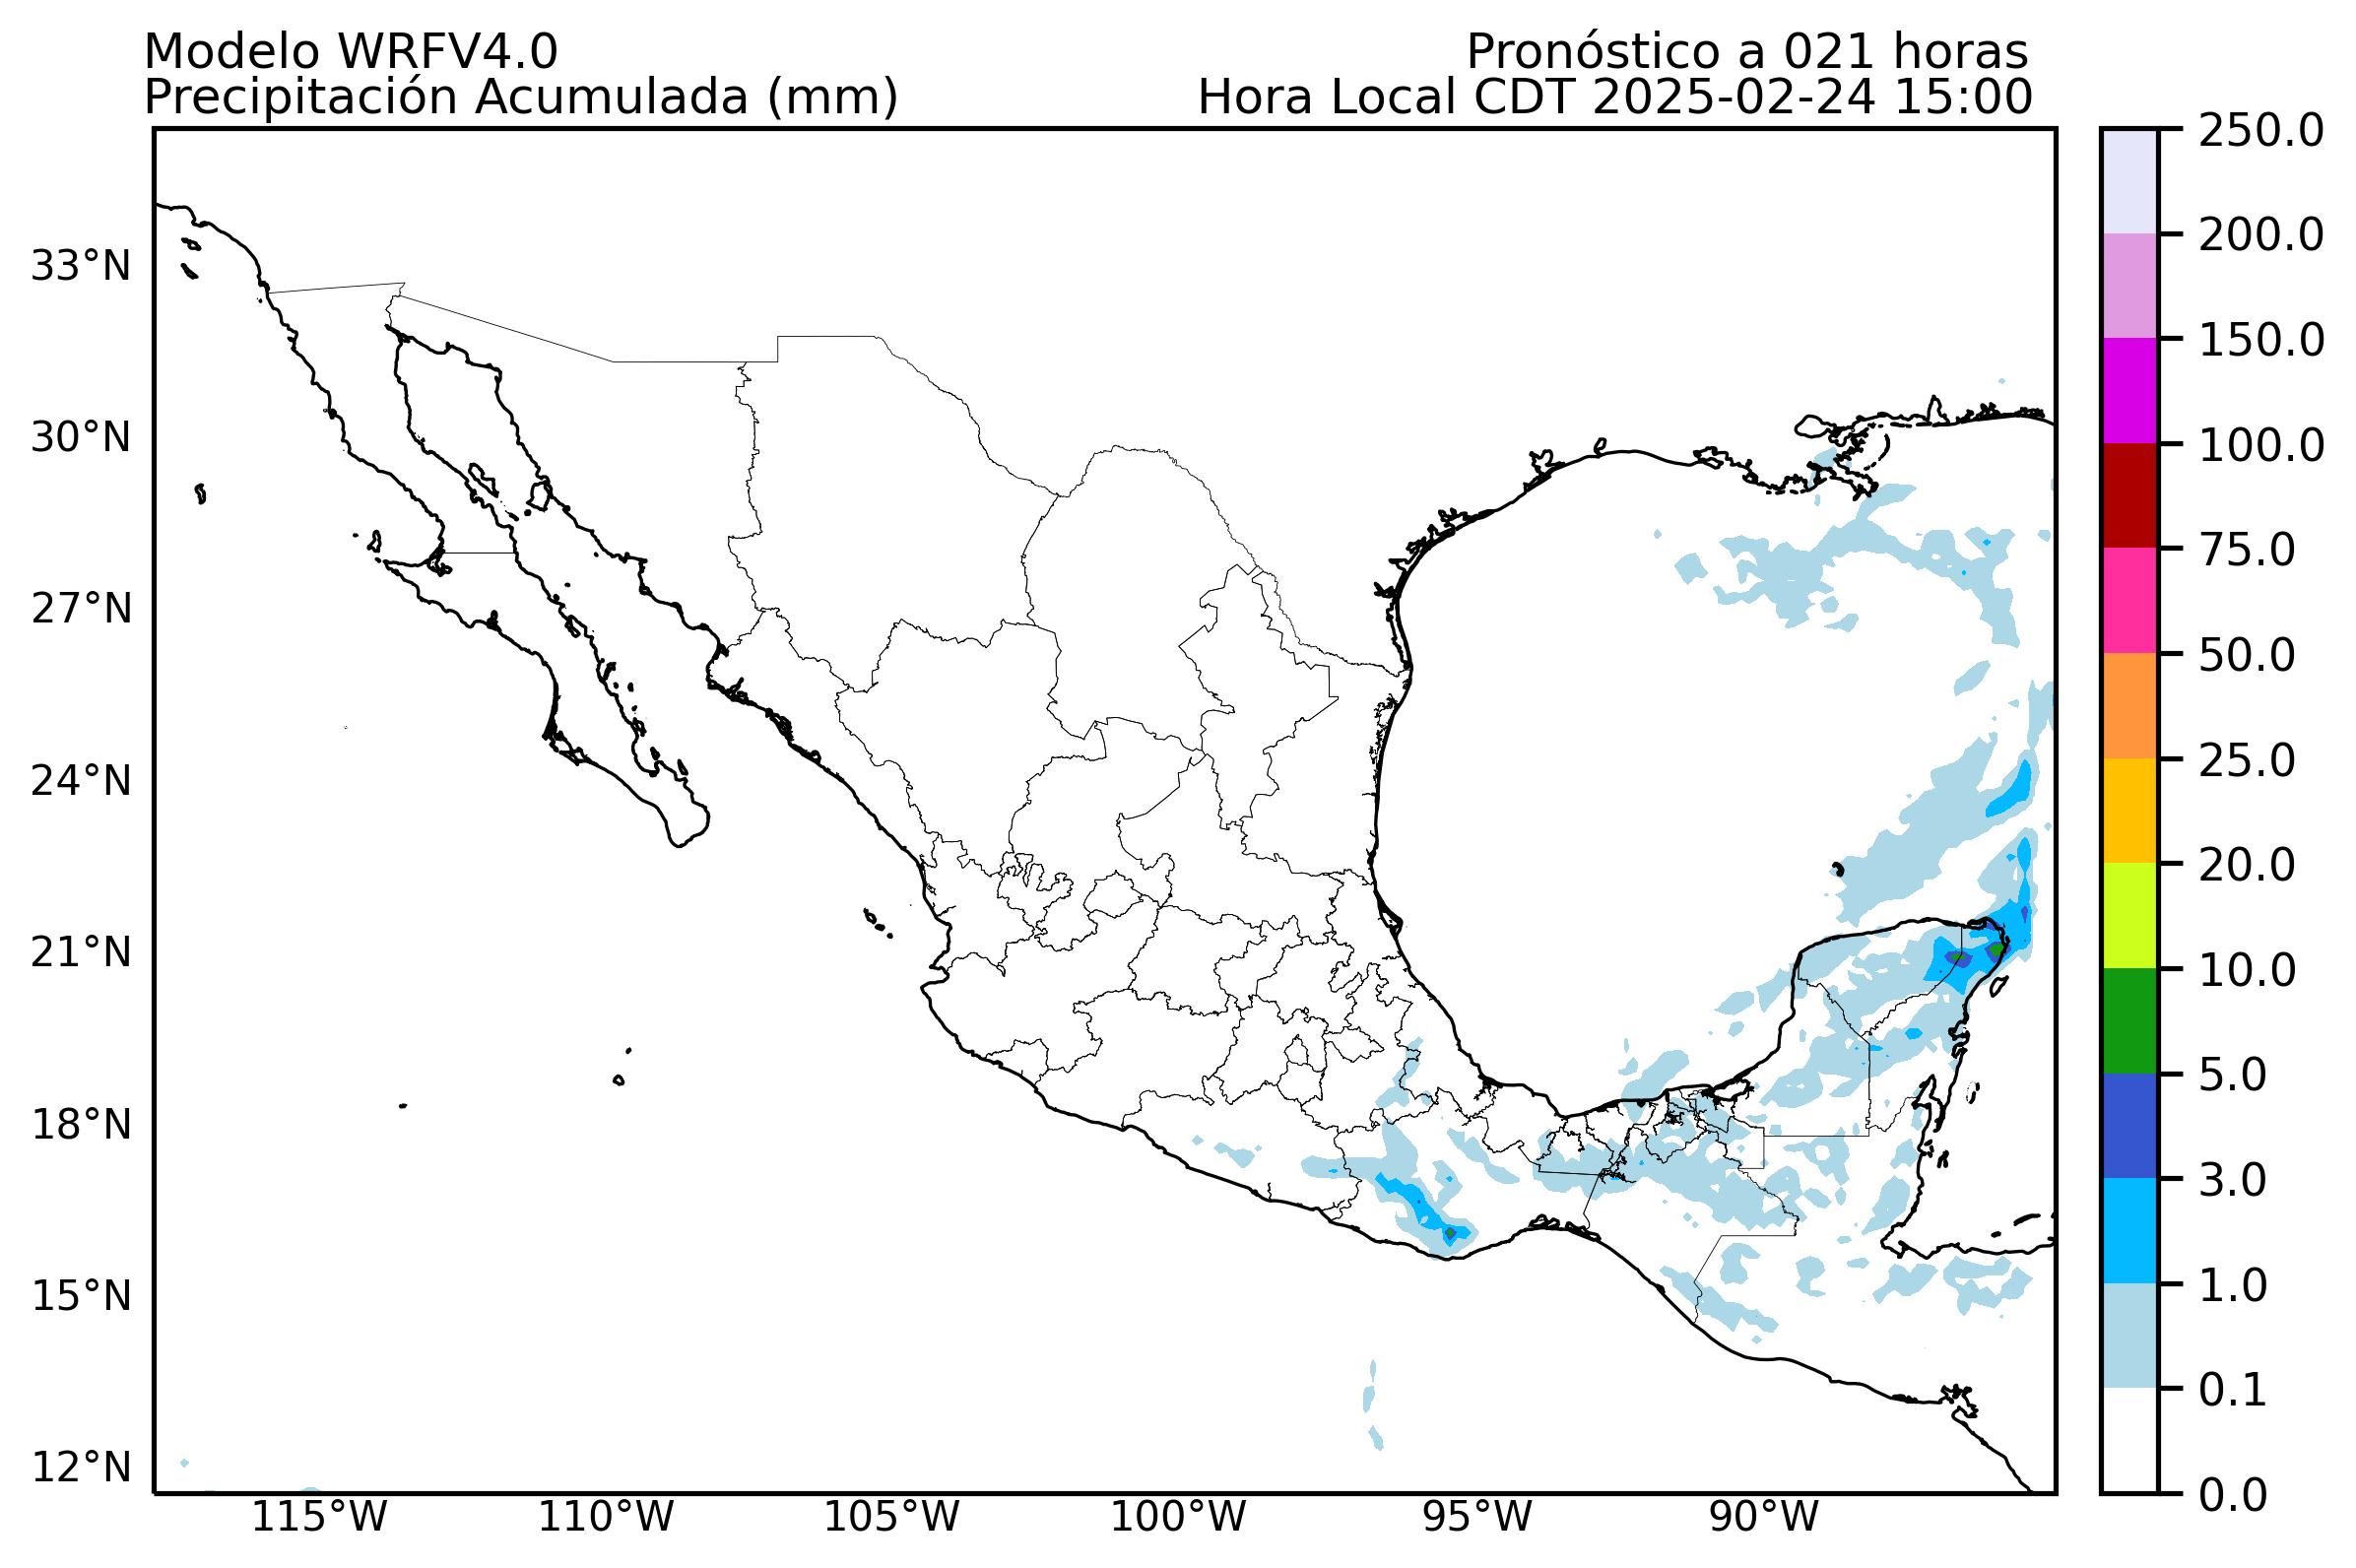 Modelo WRFV4.0
Pronóstico a 021 horas
Precipitación Acumulada (mm)
Hora Local CDT 2025-02-24 15:00
33°N
30°N
27°N
24°N
21°N
18°N
15°N
12°N
115°W
110°W
105°W
100°W
95°W
90°W
250.0
200.0
150.0
100.0
75.0
50.0
25.0
20.0
10.0
5.0
3.0
1.0
0.1
0.0